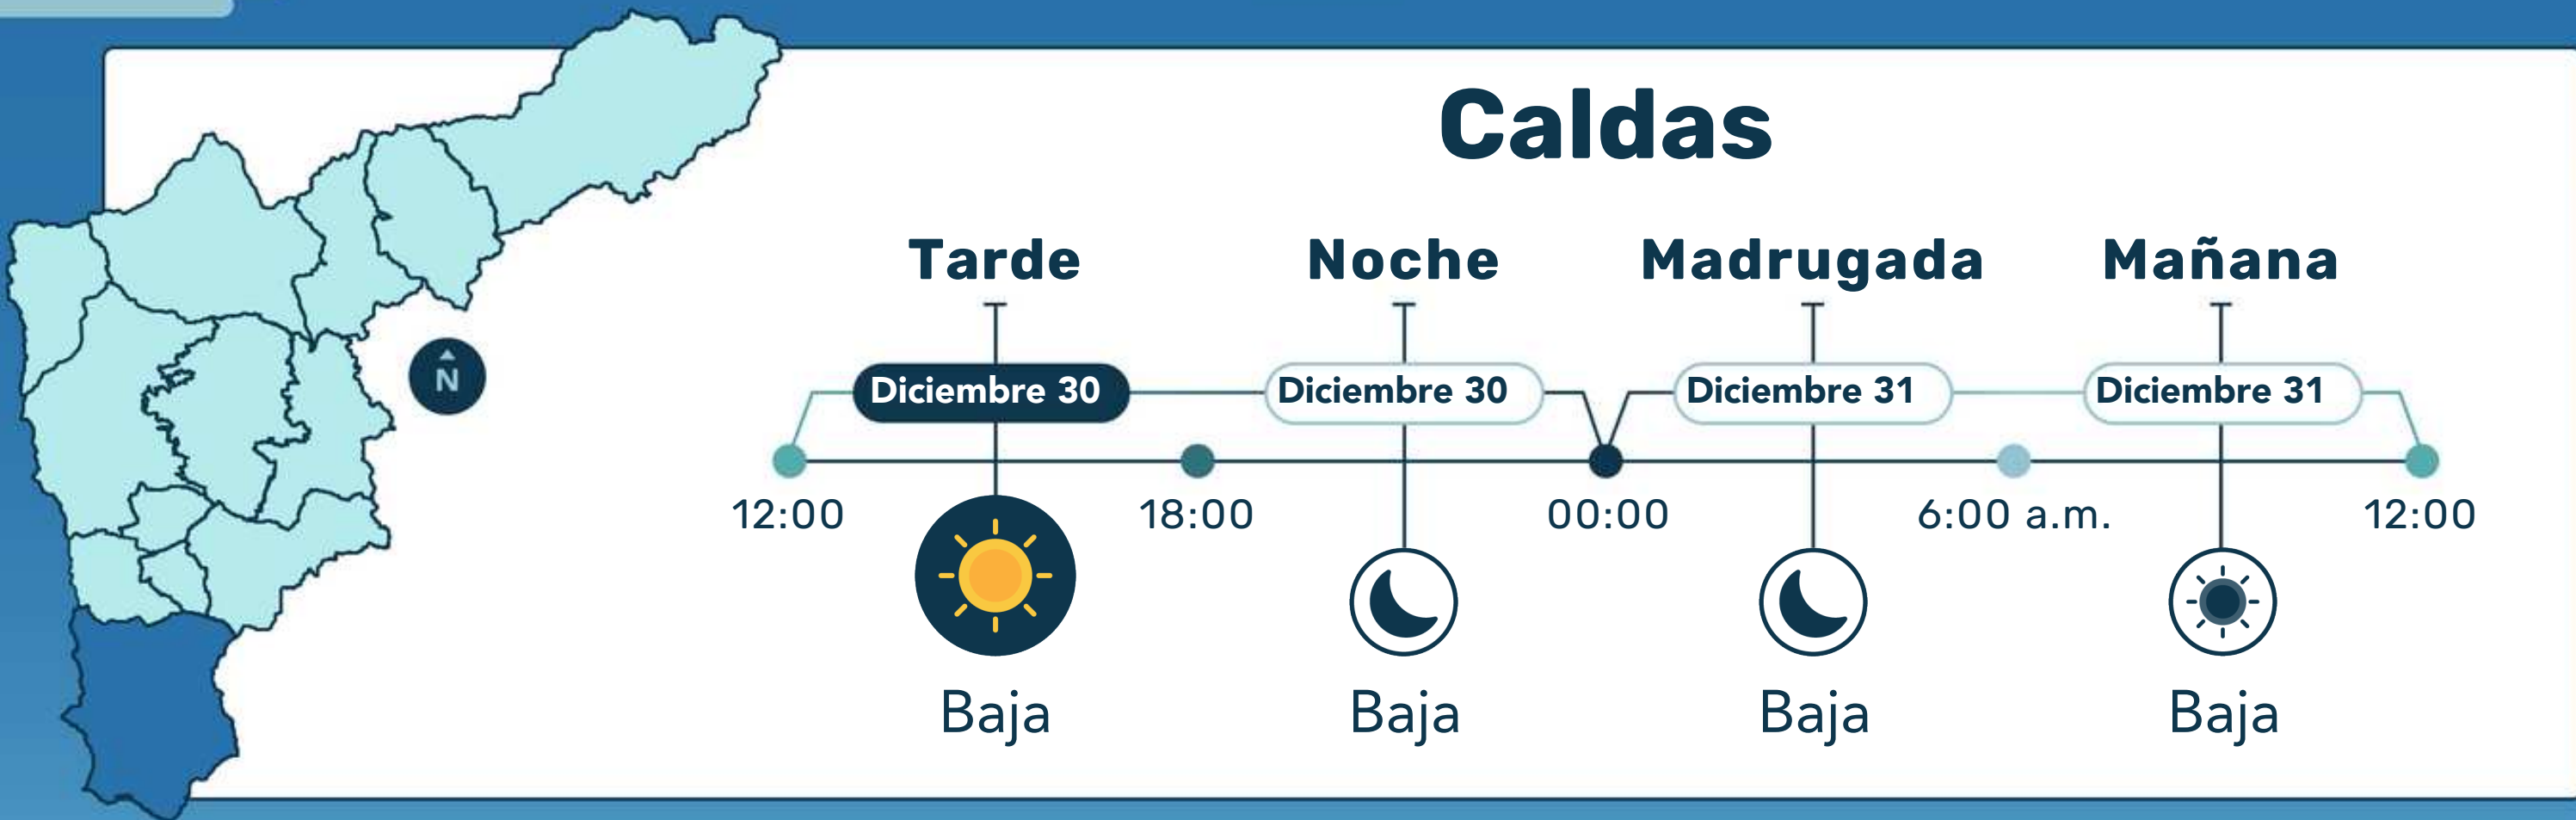 Caldas
Tarde Noche Madrugada Mañana
Diciembre 30 Diciembre 30 Diciembre 31 Diciembre 31
N
12:00 18:00 00:00 6:00 a.m. 12:00
Baja Baja Baja Baja